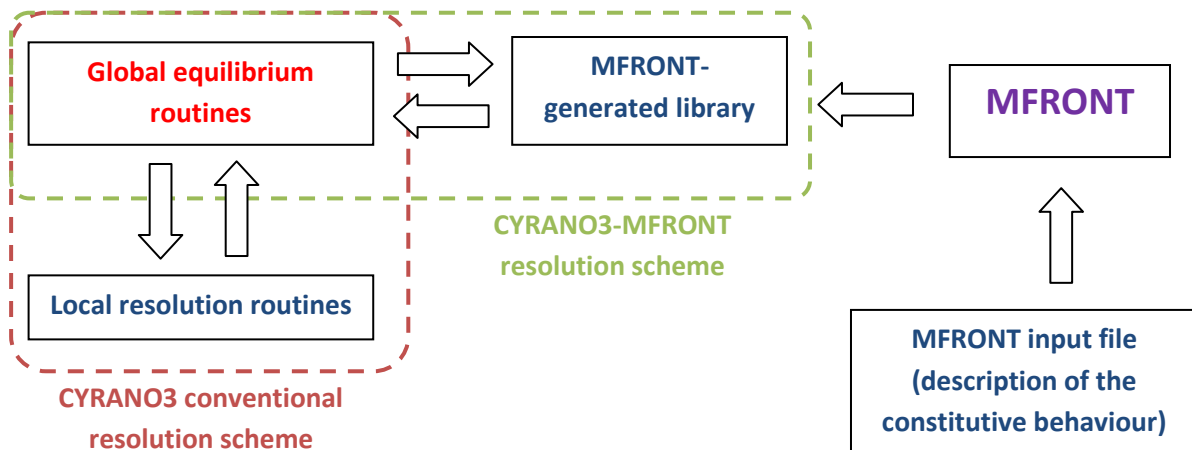 Global equilibrium
routines
MFRONT-
generated library
MFRONT
CYRANO3-MFRONT
resolution scheme
Local resolution routines
CYRANO3 conventional
resolution scheme
MFRONT input file
(description of the
constitutive behaviour)